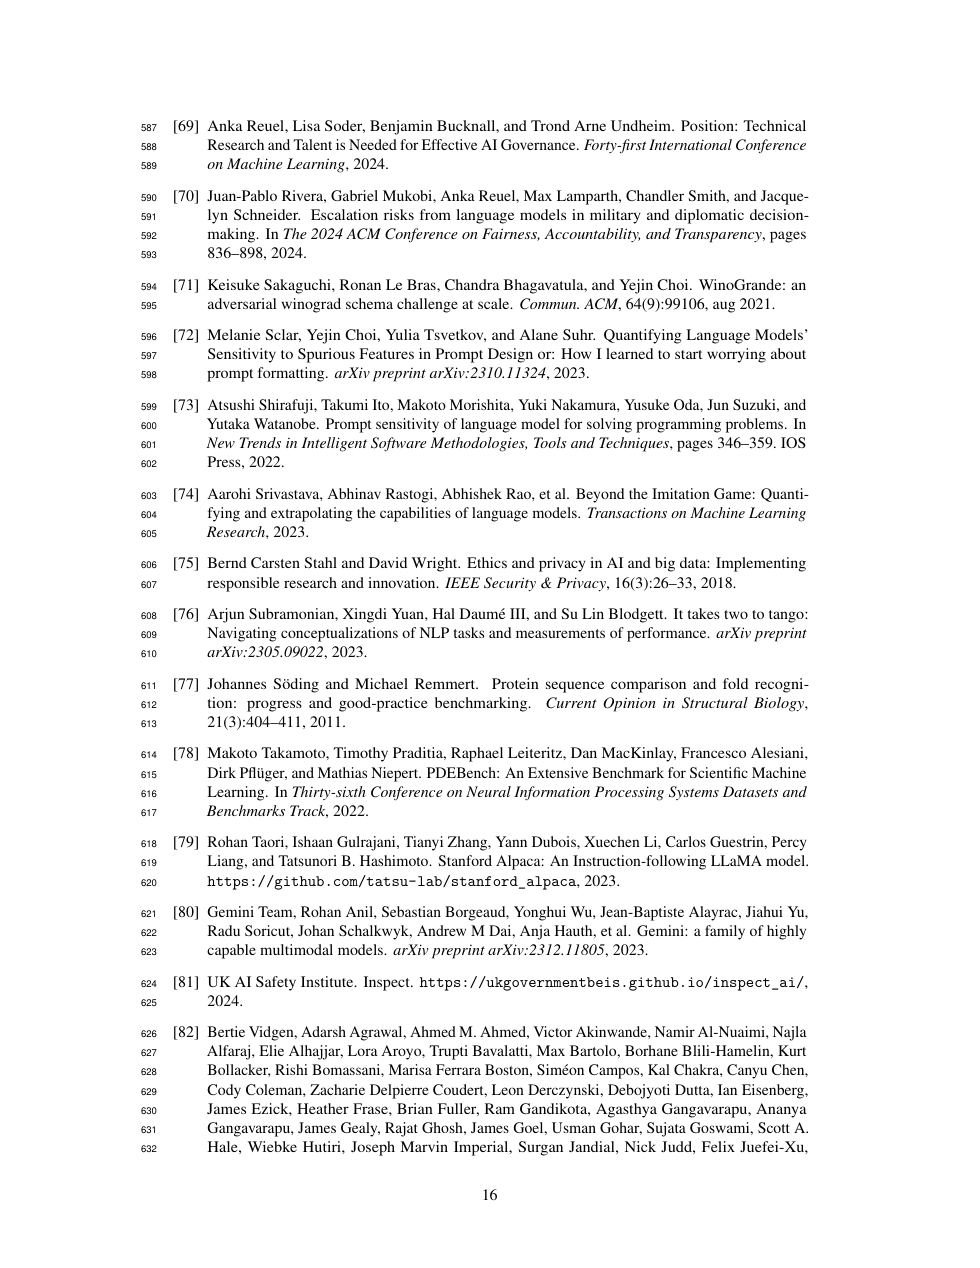 587 [69] Anka Reuel, Lisa Soder, Benjamin Bucknall, and Trond Arne Undheim. Position: Technical
588 Research and Talent is Needed for Effective AI Governance. Forty-first International Conference
589 on Machine Learning, 2024.
590 [70] Juan-Pablo Rivera, Gabriel Mukobi, Anka Reuel, Max Lamparth, Chandler Smith, and Jacque-
591 lyn Schneider. Escalation risks from language models in military and diplomatic decision-
592 making. In The 2024 ACM Conference on Fairness, Accountability, and Transparency, pages
593 836–898, 2024.
594 [71] Keisuke Sakaguchi, Ronan Le Bras, Chandra Bhagavatula, and Yejin Choi. WinoGrande: an
595 adversarial winograd schema challenge at scale. Commun. ACM, 64(9):99106, aug 2021.
596 [72] Melanie Sclar, Yejin Choi, Yulia Tsvetkov, and Alane Suhr. Quantifying Language Models’
597 Sensitivity to Spurious Features in Prompt Design or: How I learned to start worrying about
598 prompt formatting. arXiv preprint arXiv:2310.11324, 2023.
599 [73] Atsushi Shirafuji, Takumi Ito, Makoto Morishita, Yuki Nakamura, Yusuke Oda, Jun Suzuki, and
600 Yutaka Watanobe. Prompt sensitivity of language model for solving programming problems. In
601 New Trends in Intelligent Software Methodologies, Tools and Techniques, pages 346–359. IOS
602 Press, 2022.
603 [74] Aarohi Srivastava, Abhinav Rastogi, Abhishek Rao, et al. Beyond the Imitation Game: Quanti-
604 fying and extrapolating the capabilities of language models. Transactions on Machine Learning
605 Research, 2023.
606 [75] Bernd Carsten Stahl and David Wright. Ethics and privacy in AI and big data: Implementing
607 responsible research and innovation. IEEE Security & Privacy, 16(3):26–33, 2018.
608 [76] Arjun Subramonian, Xingdi Yuan, Hal Daumé III, and Su Lin Blodgett. It takes two to tango:
609 Navigating conceptualizations of NLP tasks and measurements of performance. arXiv preprint
610 arXiv:2305.09022, 2023.
611 [77] Johannes Söding and Michael Remmert. Protein sequence comparison and fold recogni-
612 tion: progress and good-practice benchmarking. Current Opinion in Structural Biology,
613 21(3):404–411, 2011.
614 [78] Makoto Takamoto, Timothy Praditia, Raphael Leiteritz, Dan MacKinlay, Francesco Alesiani,
615 Dirk Pflüger, and Mathias Niepert. PDEBench: An Extensive Benchmark for Scientific Machine
616 Learning. In Thirty-sixth Conference on Neural Information Processing Systems Datasets and
617 Benchmarks Track, 2022.
618 [79] Rohan Taori, Ishaan Gulrajani, Tianyi Zhang, Yann Dubois, Xuechen Li, Carlos Guestrin, Percy
619 Liang, and Tatsunori B. Hashimoto. Stanford Alpaca: An Instruction-following LLaMA model.
620 https://github.com/tatsu-lab/stanford_alpaca, 2023.
621 [80] Gemini Team, Rohan Anil, Sebastian Borgeaud, Yonghui Wu, Jean-Baptiste Alayrac, Jiahui Yu,
622 Radu Soricut, Johan Schalkwyk, Andrew M Dai, Anja Hauth, et al. Gemini: a family of highly
623 capable multimodal models. arXiv preprint arXiv:2312.11805, 2023.
624 [81] UK AI Safety Institute. Inspect. https://ukgovernmentbeis.github.io/inspect_ai/,
625 2024.
626 [82] Bertie Vidgen, Adarsh Agrawal, Ahmed M. Ahmed, Victor Akinwande, Namir Al-Nuaimi, Najla
627 Alfaraj, Elie Alhajjar, Lora Aroyo, Trupti Bavalatti, Max Bartolo, Borhane Blili-Hamelin, Kurt
628 Bollacker, Rishi Bomassani, Marisa Ferrara Boston, Siméon Campos, Kal Chakra, Canyu Chen,
629 Cody Coleman, Zacharie Delpierre Coudert, Leon Derczynski, Debojyoti Dutta, Ian Eisenberg,
630 James Ezick, Heather Frase, Brian Fuller, Ram Gandikota, Agasthya Gangavarapu, Ananya
631 Gangavarapu, James Gealy, Rajat Ghosh, James Goel, Usman Gohar, Sujata Goswami, Scott A.
632 Hale, Wiebke Hutiri, Joseph Marvin Imperial, Surgan Jandial, Nick Judd, Felix Juefei-Xu,
16